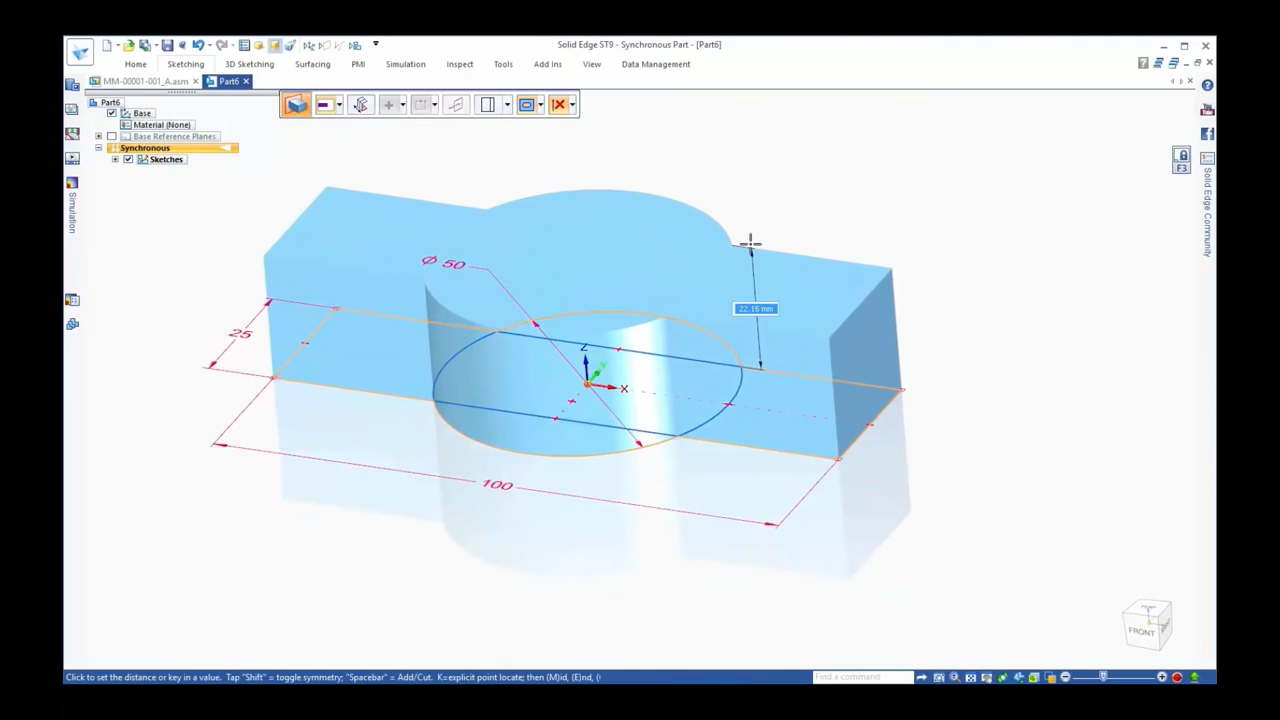 Solid Edge ST9 - Synchronous Part - [Part6]
Home Sketching 3D Sketching Surfacing PMI Simulation Inspect Tools Add Ins View Data Management
MM-00001-001_A.asm Part6
Part6
Base
Material (None)
Base Reference Planes
Synchronous
Sketches
F3
Simulation
Solid Edge Community
Φ 50
22.16 mm
25
Z
Y
X
100
FRONT
Click to set the distance or key in a value. Tap "Shift" = toggle symmetry; "Spacebar" = Add/Cut. K=explicit point locate; then (M)id, (E)nd, (
Find a command